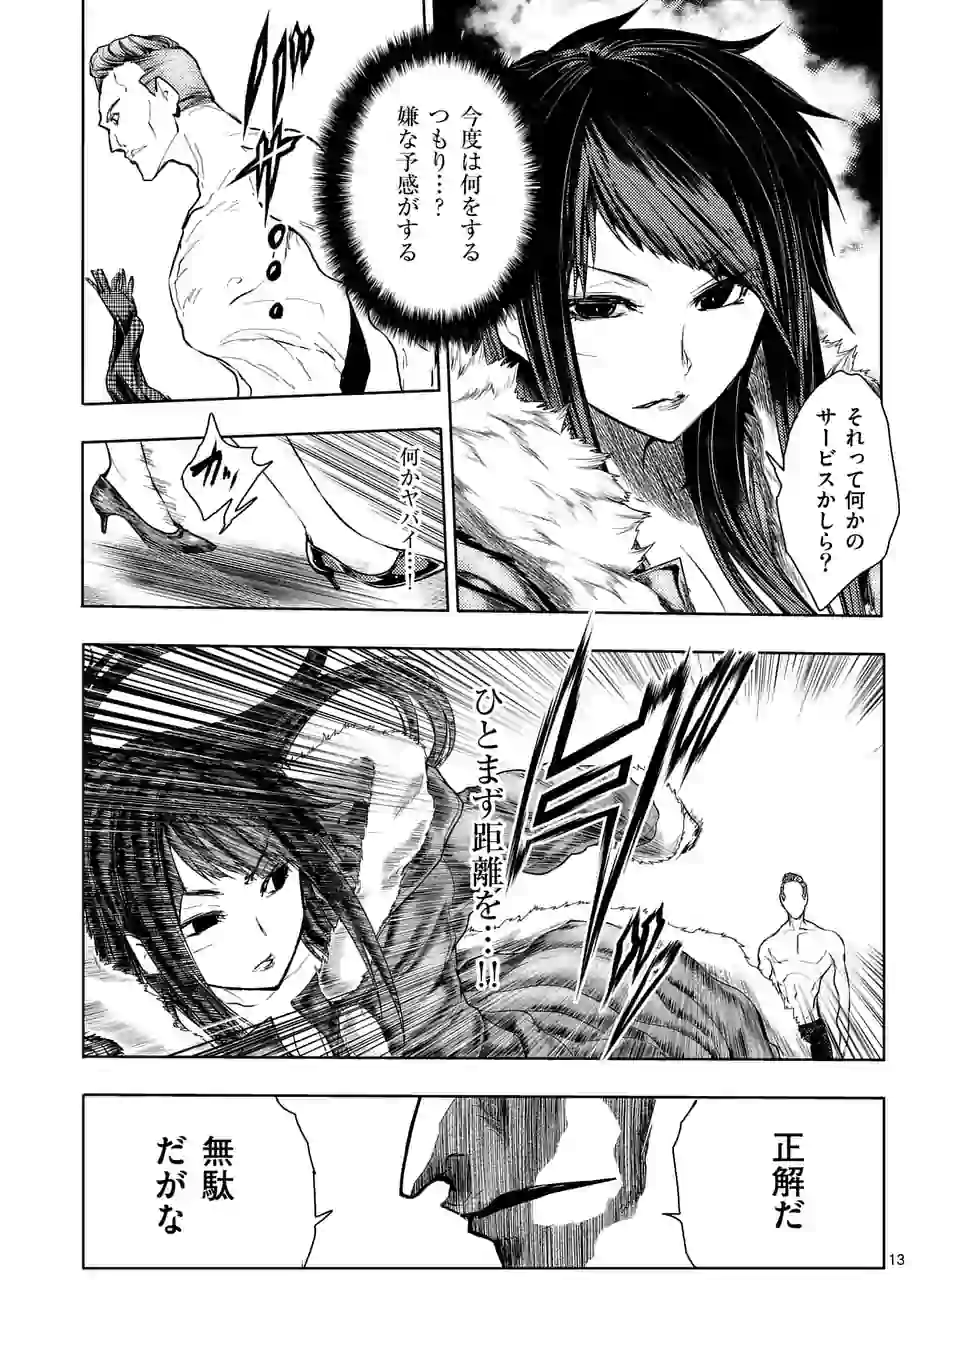 それって何かの
サービスかしら?
今度は何をする
つもり…?
嫌な予感がする
何かヤバイ…!
ひとまず距離を…!!
正解だ
無駄
だがな
13